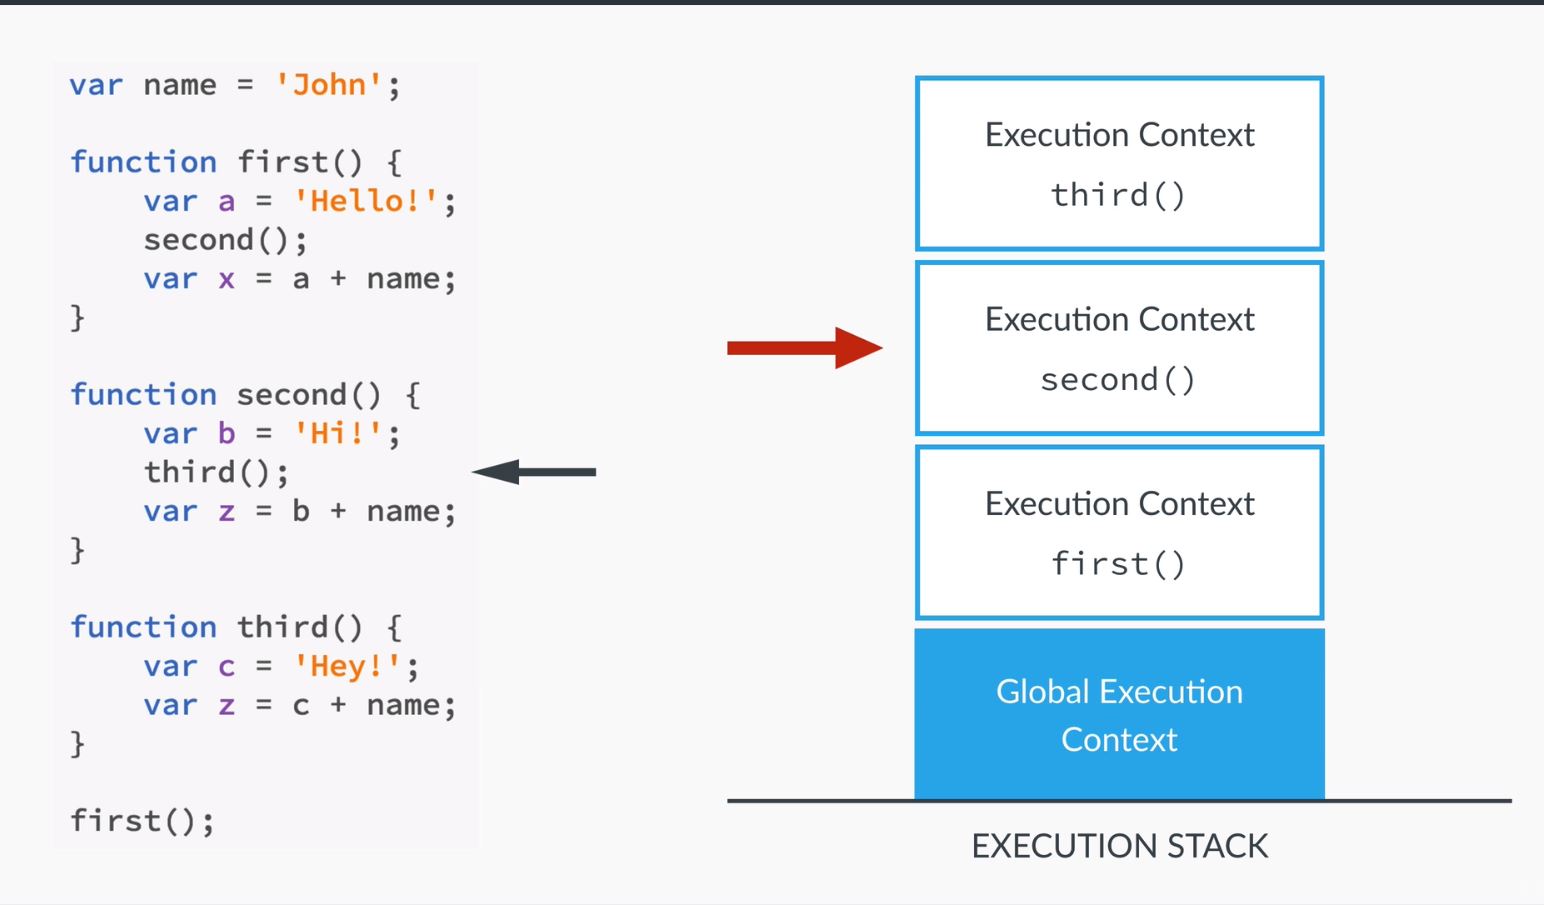 var name = 'John';
function first() {
    var a = 'Hello!';
    second();
    var x = a + name;
}
function second() {
    var b = 'Hi!';
    third();
    var z = b + name;
}
function third() {
    var c = 'Hey!';
    var z = c + name;
}
first();
Execution Context
third()
Execution Context
second()
Execution Context
first()
Global Execution
Context
EXECUTION STACK